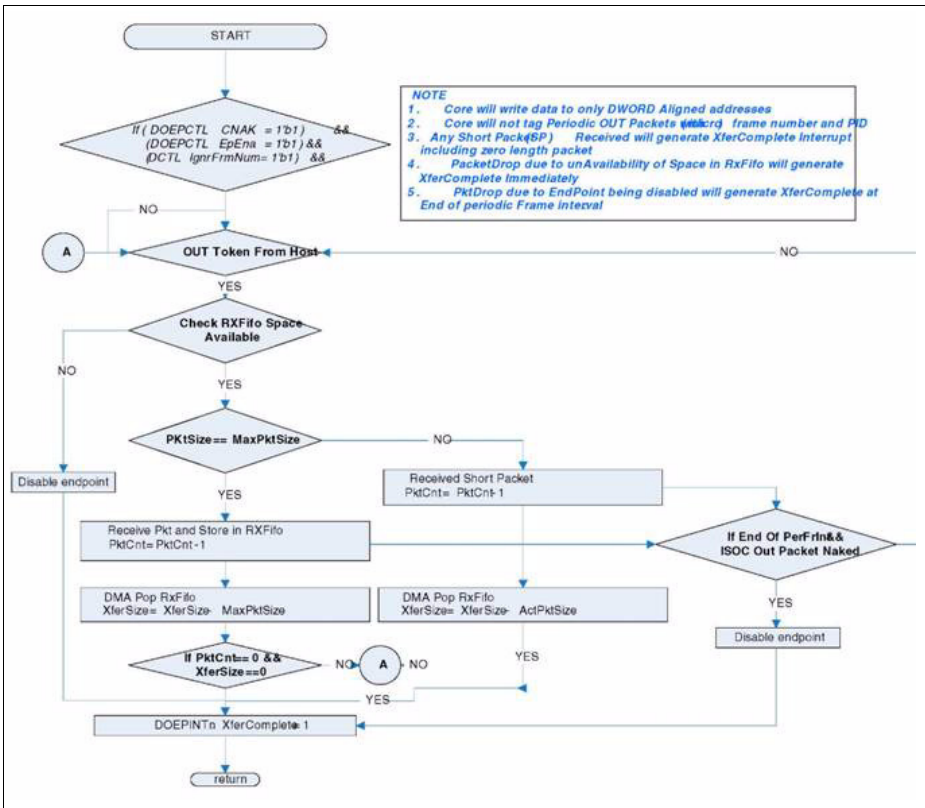 START
If ( DOEPCTL CNAK = 1'b1) &&
(DOEPCTL EpEna = 1'b1) &&
(DCTL IgnrFrmNum= 1'b1) &&
NOTE
1. Core will write data to only DWORD Aligned addresses
2. Core will not tag Periodic OUT Packets frame number and PID
3. Any Short Packet(SP) Received will generate XferComplete Interrupt
including zero length packet
4. PacketDrop due to unAvailability of Space in RxFifo will generate
XferComplete Immediately
5. PktDrop due to EndPoint being disabled will generate XferComplete at
End of periodic Frame interval
NO
A
OUT Token From Host
NO
YES
Check RXFifo Space
Available
NO
YES
PKtSize== MaxPktSize
NO
Disable endpoint
YES
Received Short Packet
PktCnt= PktCnt-1
Receive Pkt and Store in RXFifo
PktCnt= PktCnt-1
If End Of PerFrIn&&
ISOC Out Packet Naked
DMA Pop RxFifo
XferSize= XferSize- MaxPktSize
DMA Pop RxFifo
XferSize= XferSize- ActPktSize
YES
Disable endpoint
If PktCnt== 0 &&
XferSize==0
NO
A
NO
YES
YES
DOEPINTn XferComplete=1
return